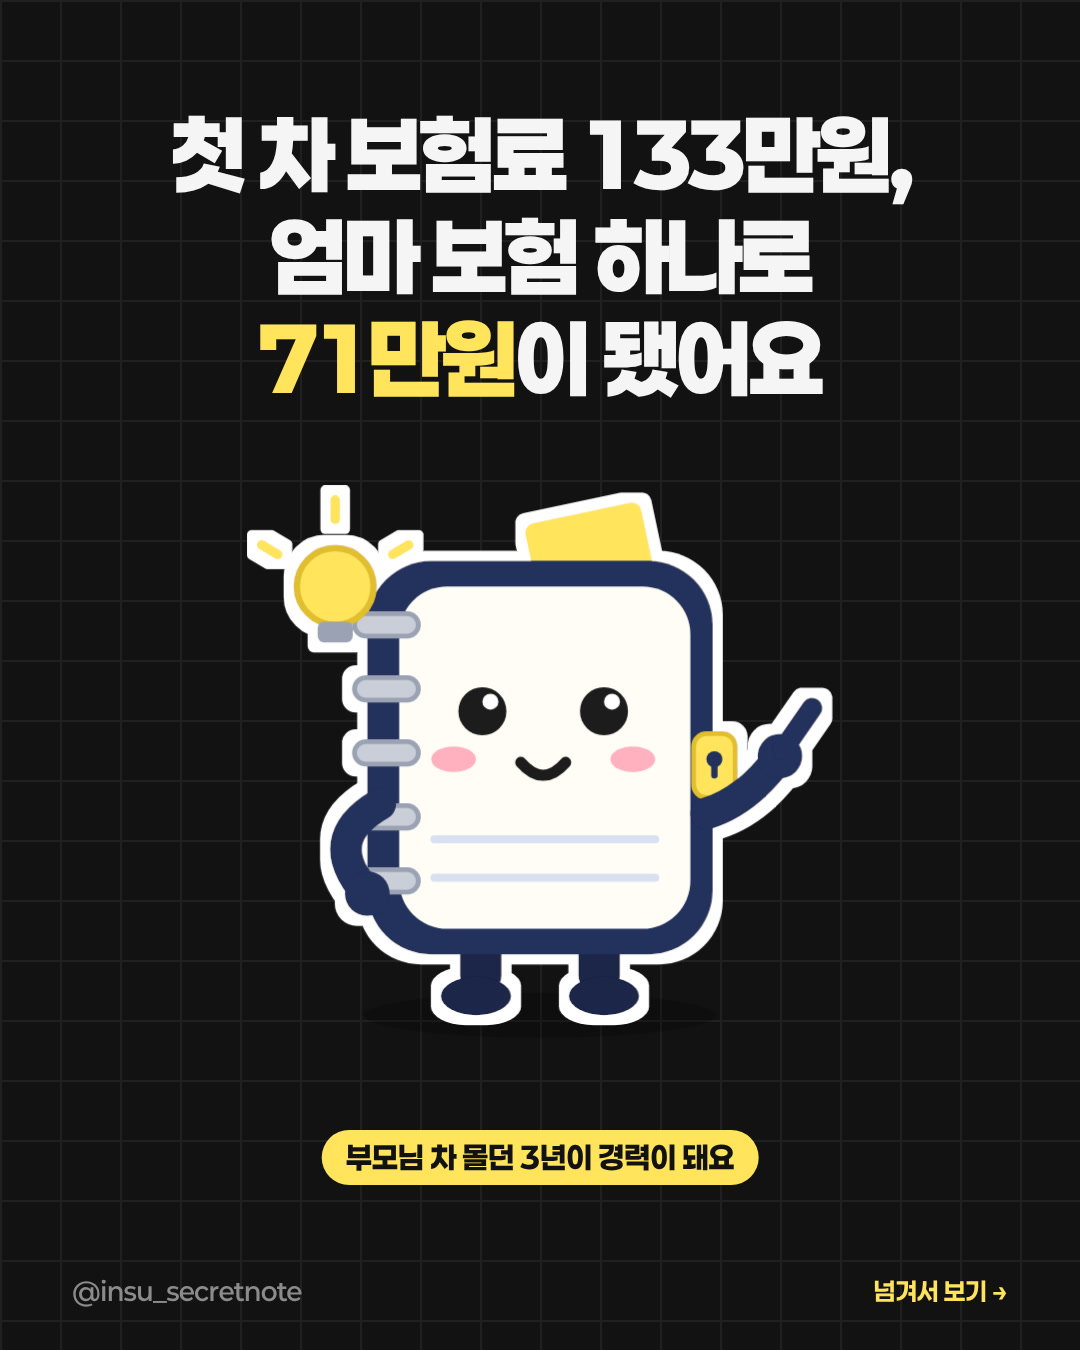 첫 차 보험료 133만원,
엄마 보험 하나로
71만원이 됐어요
부모님 차 몰던 3년이 경력이 돼요
@insu_secretnote
넘겨서 보기 →